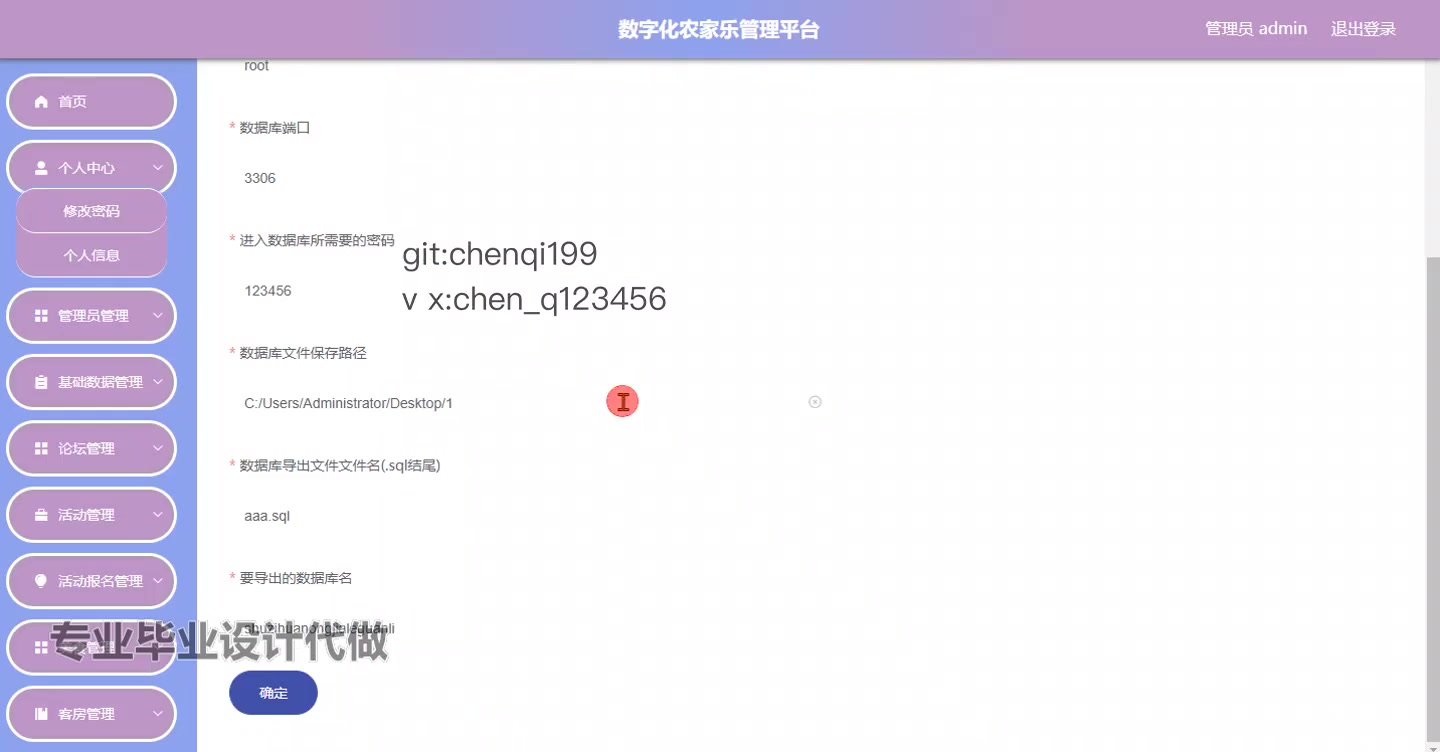 数字化农家乐管理平台
管理员 admin
退出登录
首页
个人中心
修改密码
个人信息
管理员管理
基础数据管理
论坛管理
活动管理
活动报名管理
客房管理
root
* 数据库端口
3306
* 进入数据库所需要的密码
123456
git:chenqi199
v x:chen_q123456
* 数据库文件保存路径
C:/Users/Administrator/Desktop/1
* 数据库导出文件文件名(.sql结尾)
aaa.sql
* 要导出的数据库名
shuzihuanongjialeguanli
专业毕业设计代做
确定